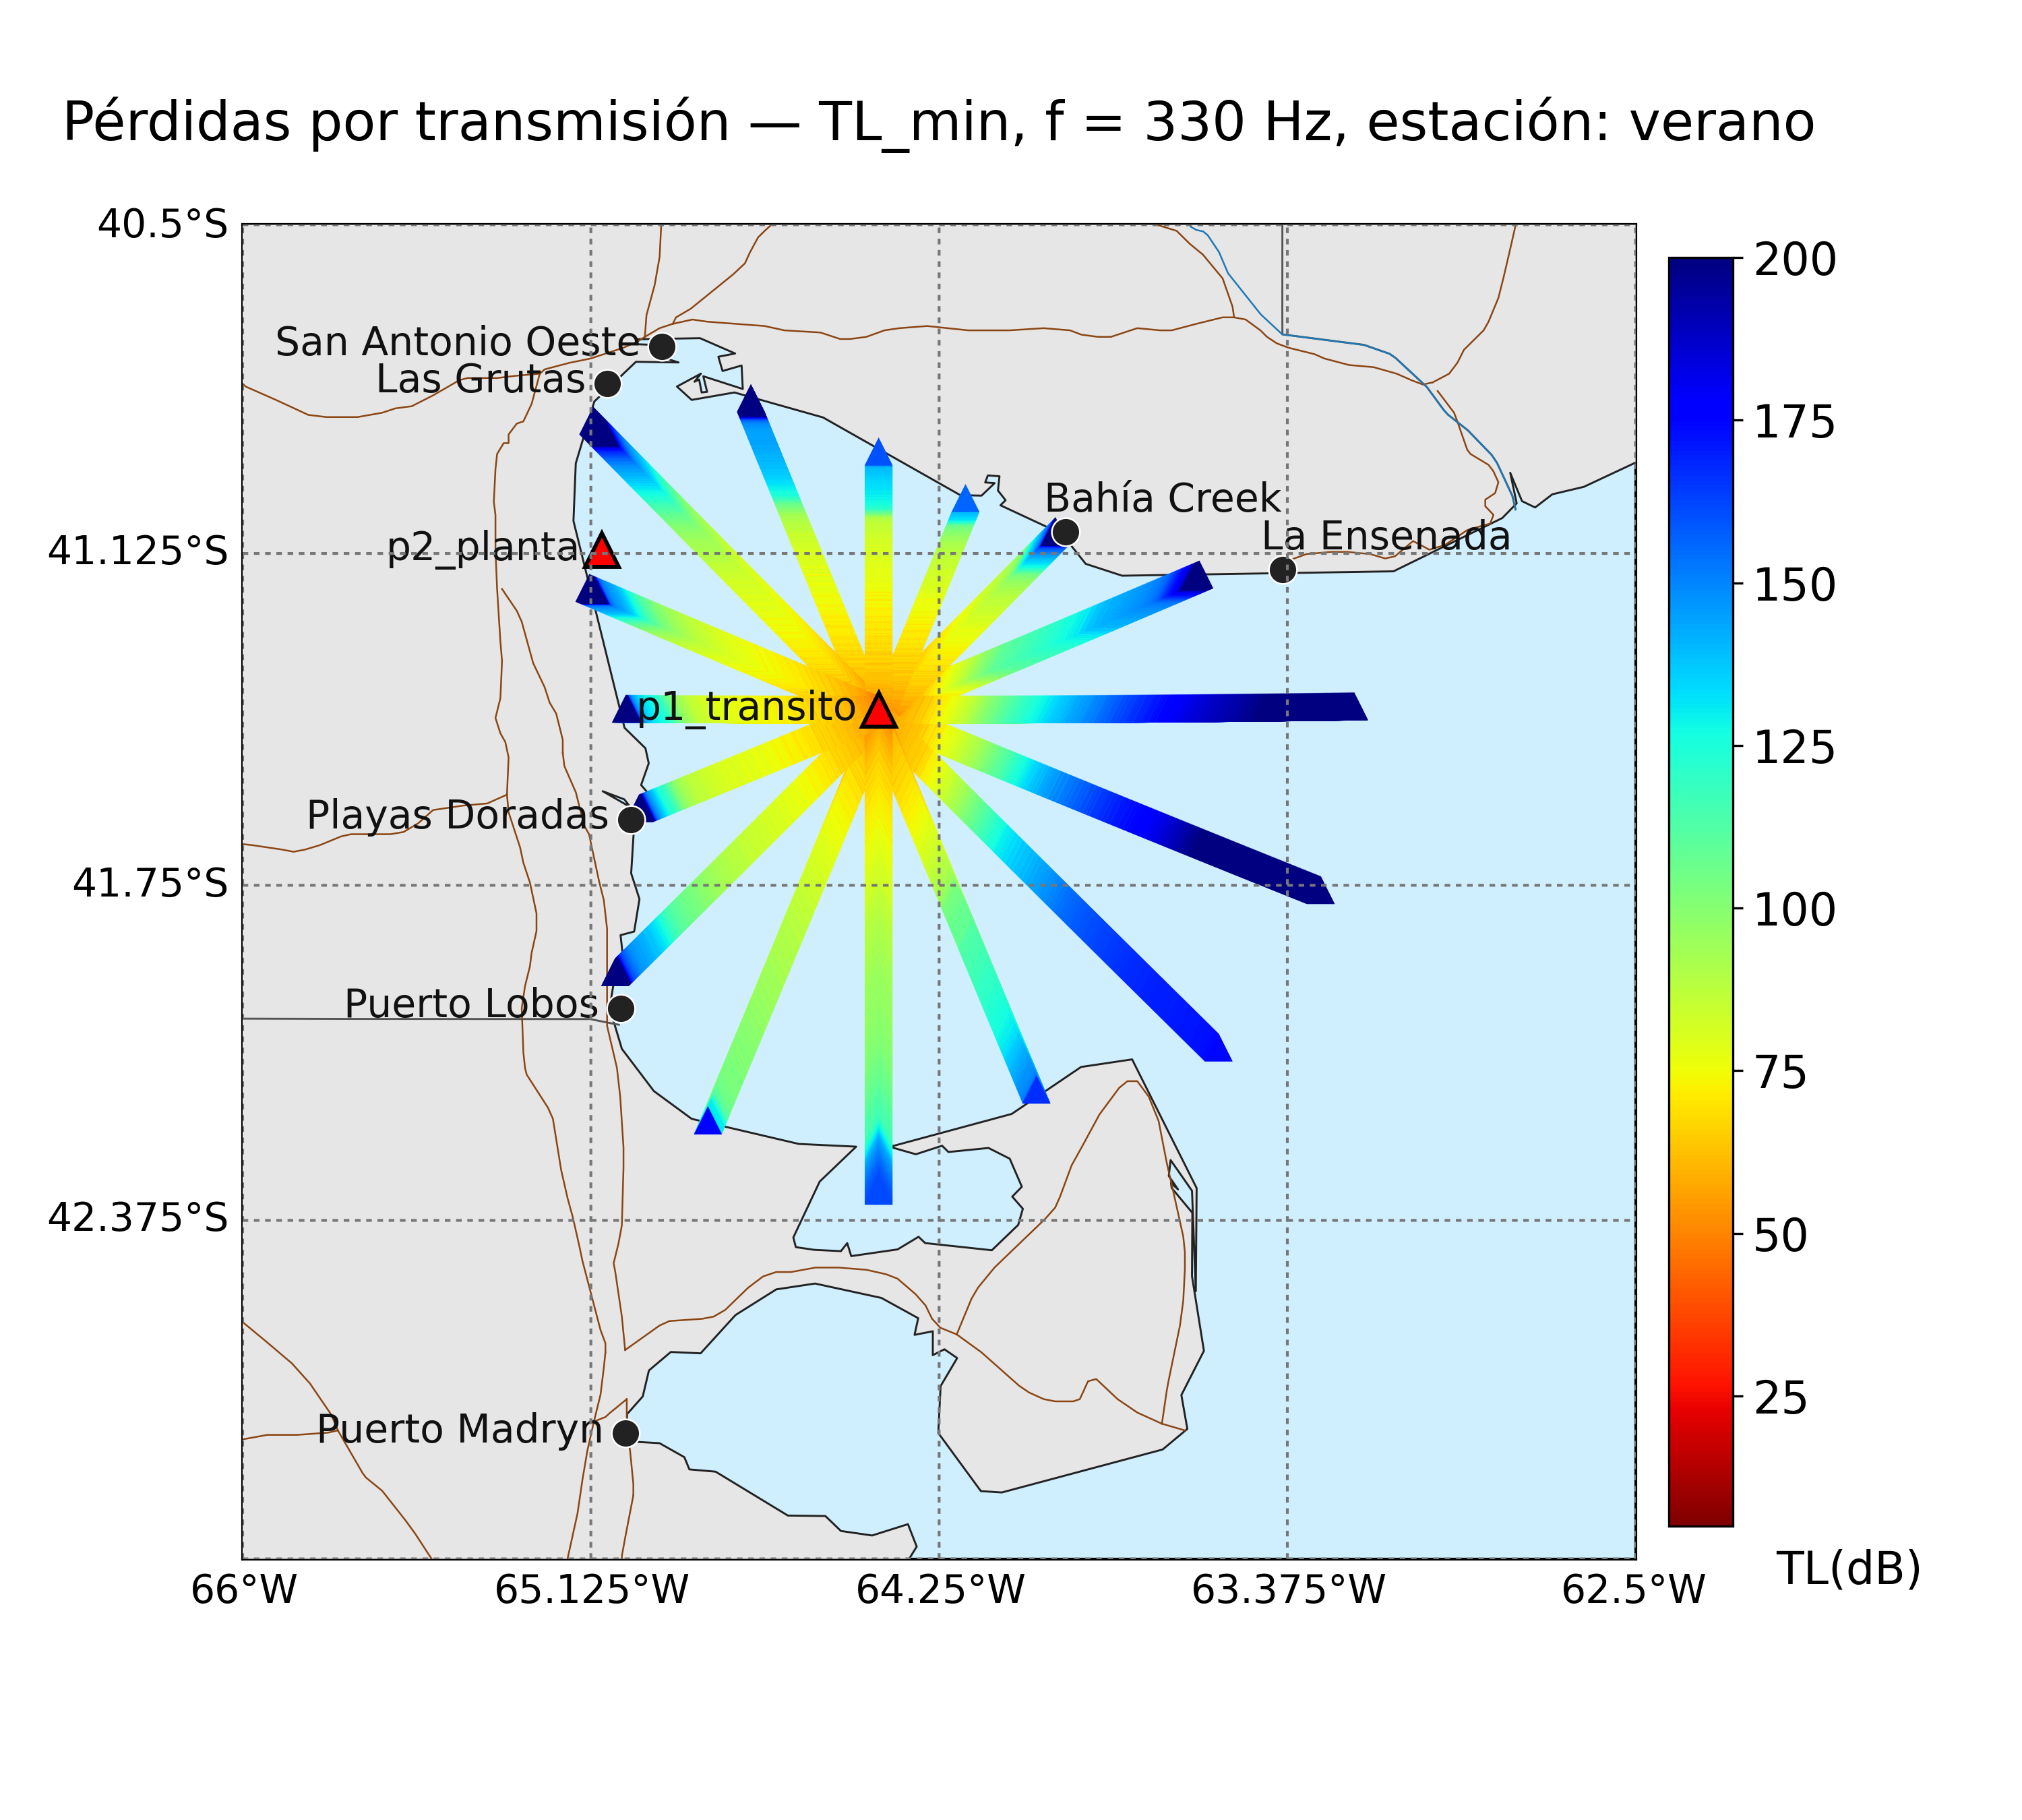 Pérdidas por transmisión — TL_min, f = 330 Hz, estación: verano
40.5°S
200
San Antonio Oeste
Las Grutas
175
Bahía Creek
La Ensenada
p2_planta
41.125°S
150
p1_transito
125
Playas Doradas
41.75°S
100
Puerto Lobos
75
42.375°S
50
25
Puerto Madryn
TL(dB)
66°W
65.125°W
64.25°W
63.375°W
62.5°W